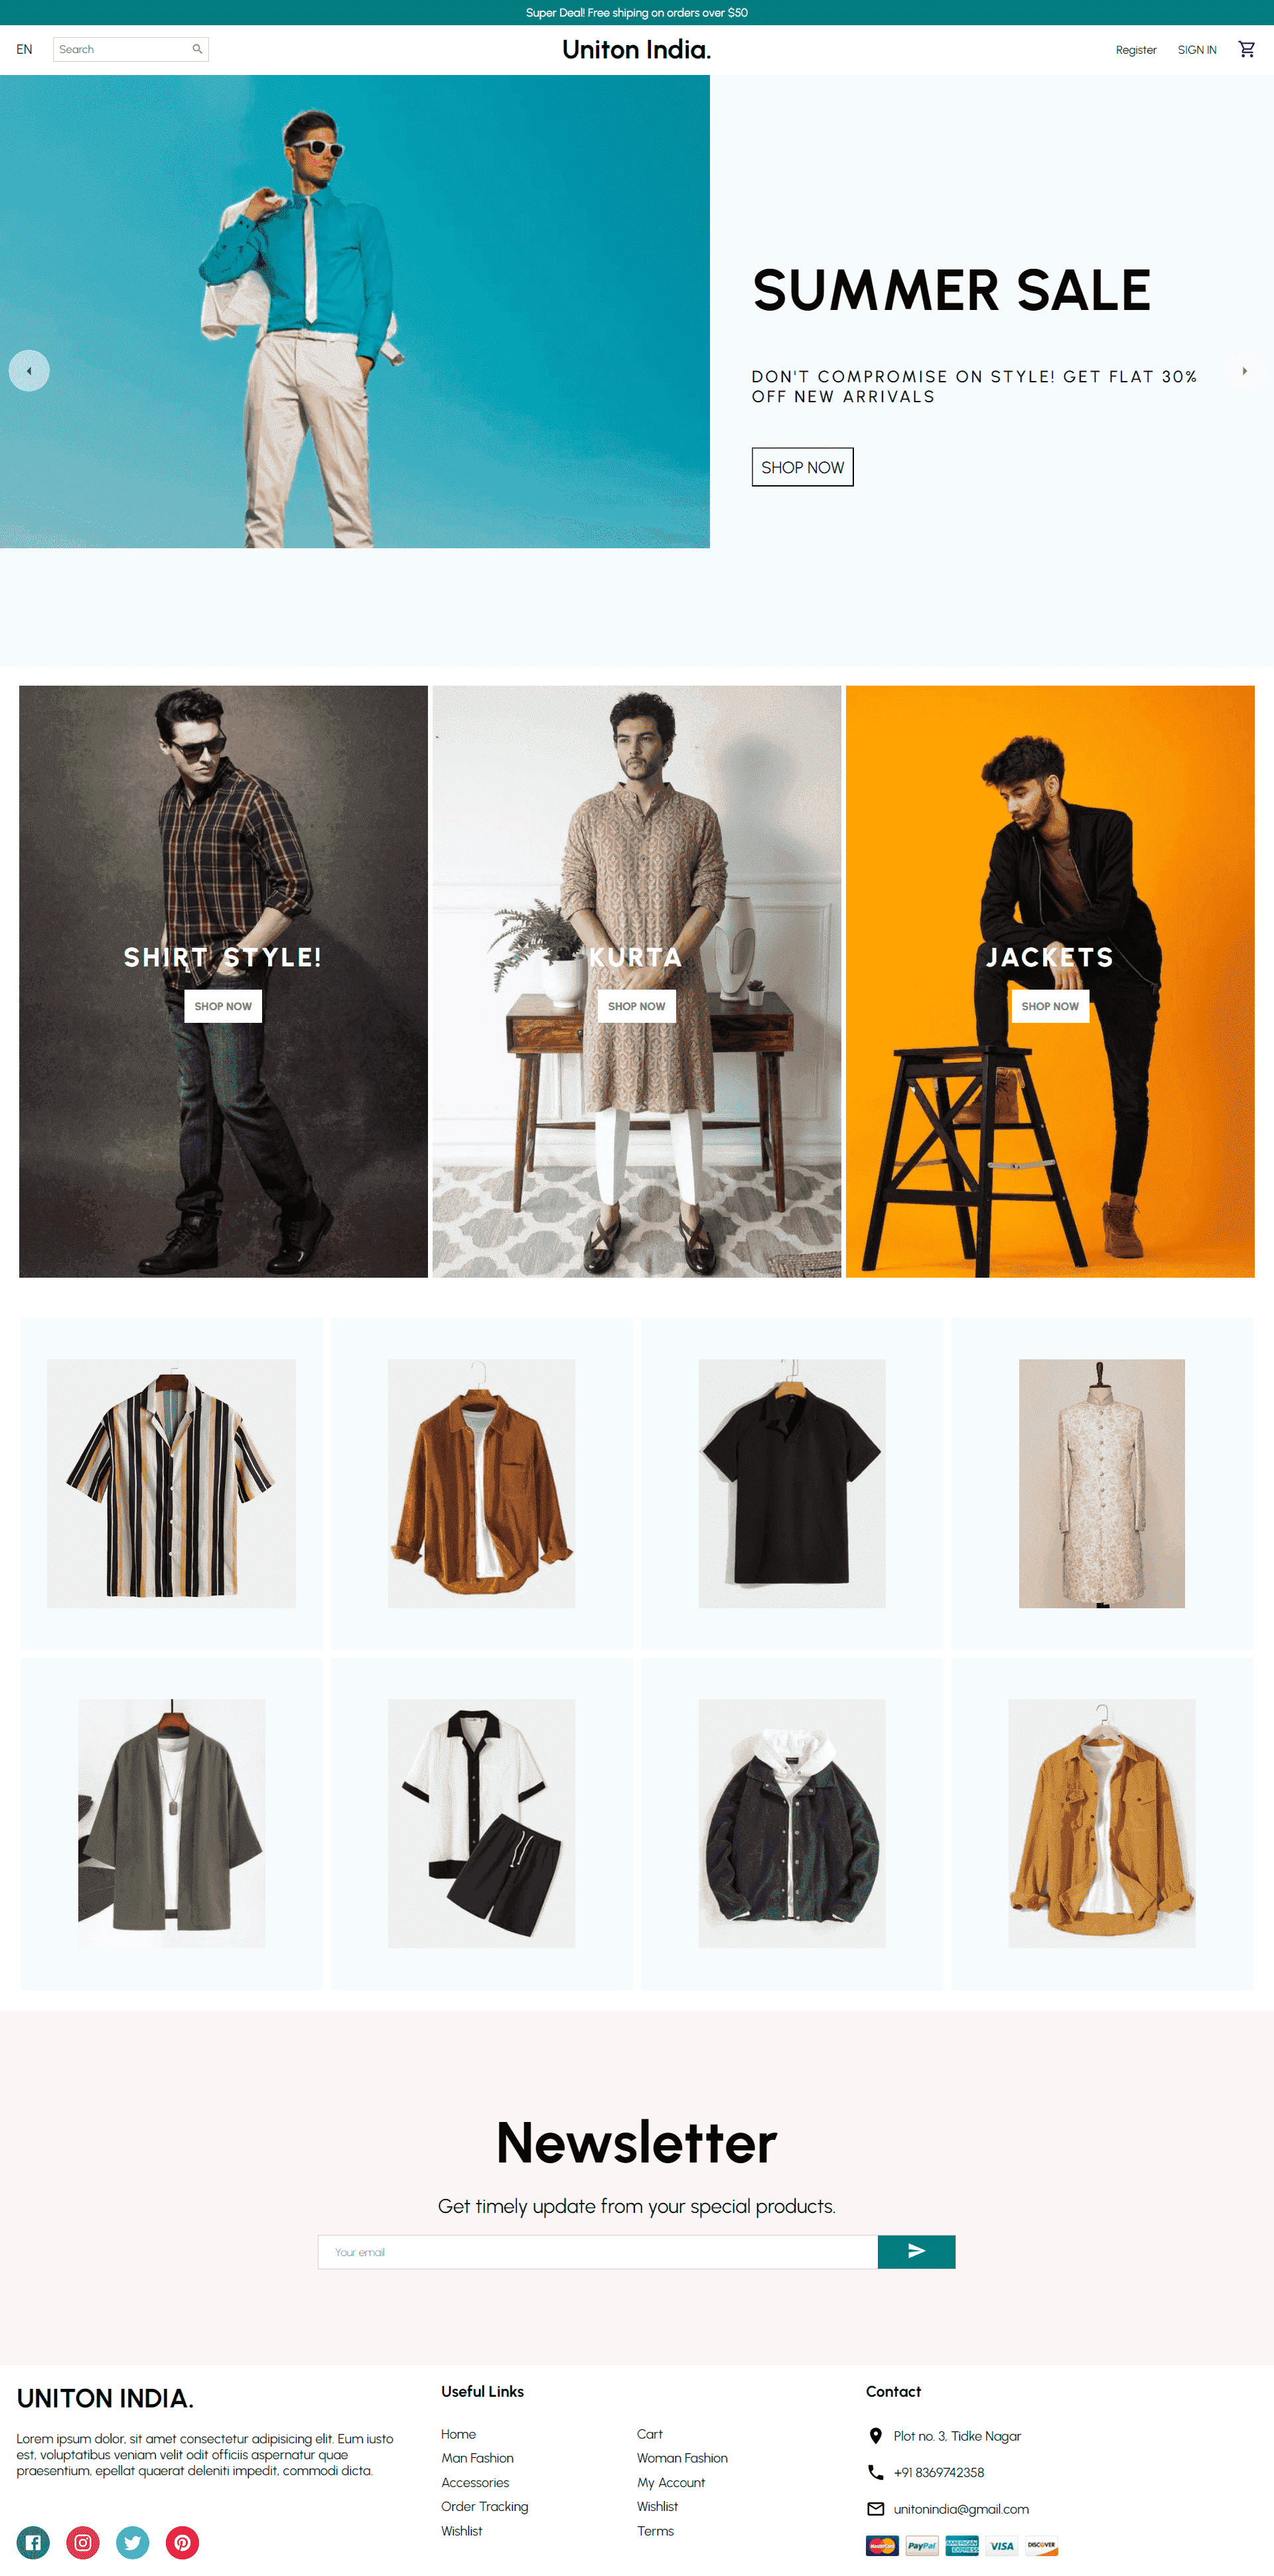 Super Deal! Free shiping on orders over $50
EN
Search
Uniton India.
Register
SIGN IN
SUMMER SALE
DON'T COMPROMISE ON STYLE! GET FLAT 30%
OFF NEW ARRIVALS
SHOP NOW
SHIRT STYLE!
SHOP NOW
KURTA
SHOP NOW
JACKETS
SHOP NOW
Newsletter
Get timely update from your special products.
Your email
UNITON INDIA.
Lorem ipsum dolor, sit amet consectetur adipisicing elit. Eum iusto
est, voluptatibus veniam velit odit officiis aspernatur quae
praesentium, epellat quaerat deleniti impedit, commodi dicta.
Useful Links
Home
Cart
Man Fashion
Woman Fashion
Accessories
My Account
Order Tracking
Wishlist
Wishlist
Terms
Contact
Plot no. 3, Tidke Nagar
+91 8369742358
unitonindia@gmail.com
MasterCard
PayPal
AMERICAN EXPRESS
VISA
DISCOVER